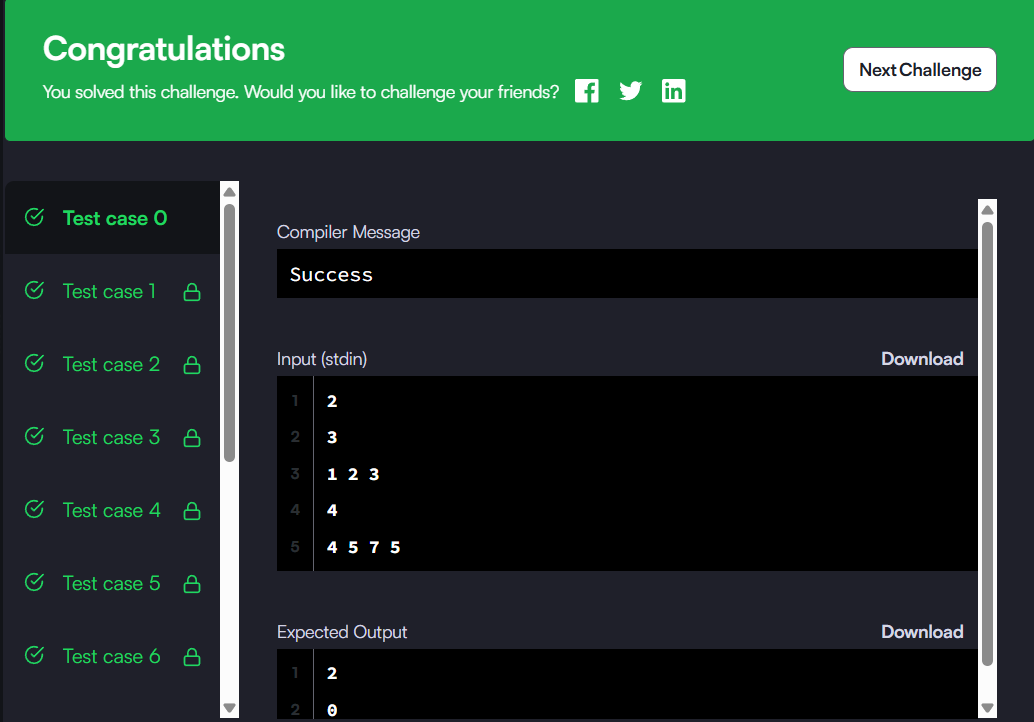 Congratulations
You solved this challenge. Would you like to challenge your friends?
Next Challenge
Test case 0
Test case 1
Test case 2
Test case 3
Test case 4
Test case 5
Test case 6
Compiler Message
Success
Input (stdin)
Download
1 2
2 3
3 1 2 3
4 4
5 4 5 7 5
Expected Output
Download
1 2
2 0